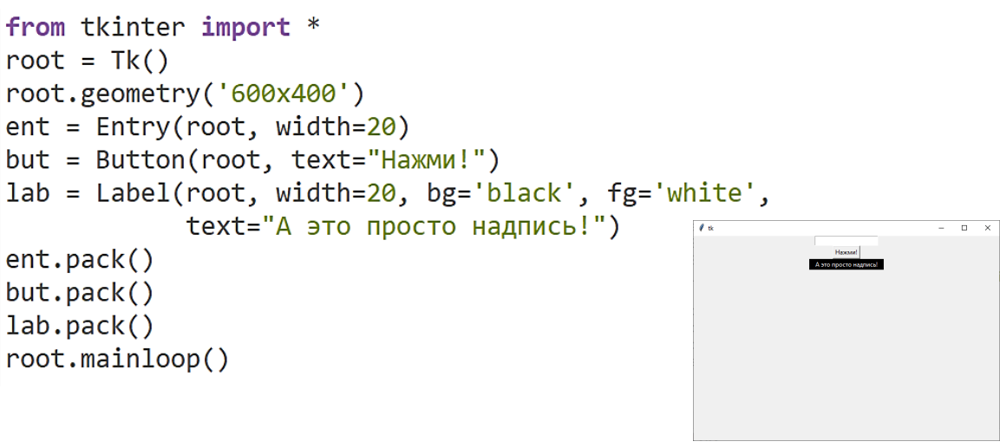 from tkinter import *
root = Tk()
root.geometry('600x400')
ent = Entry(root, width=20)
but = Button(root, text="Нажми!")
lab = Label(root, width=20, bg='black', fg='white',
            text="А это просто надпись!")
ent.pack()
but.pack()
lab.pack()
root.mainloop()
tk
Нажми!
А это просто надпись!